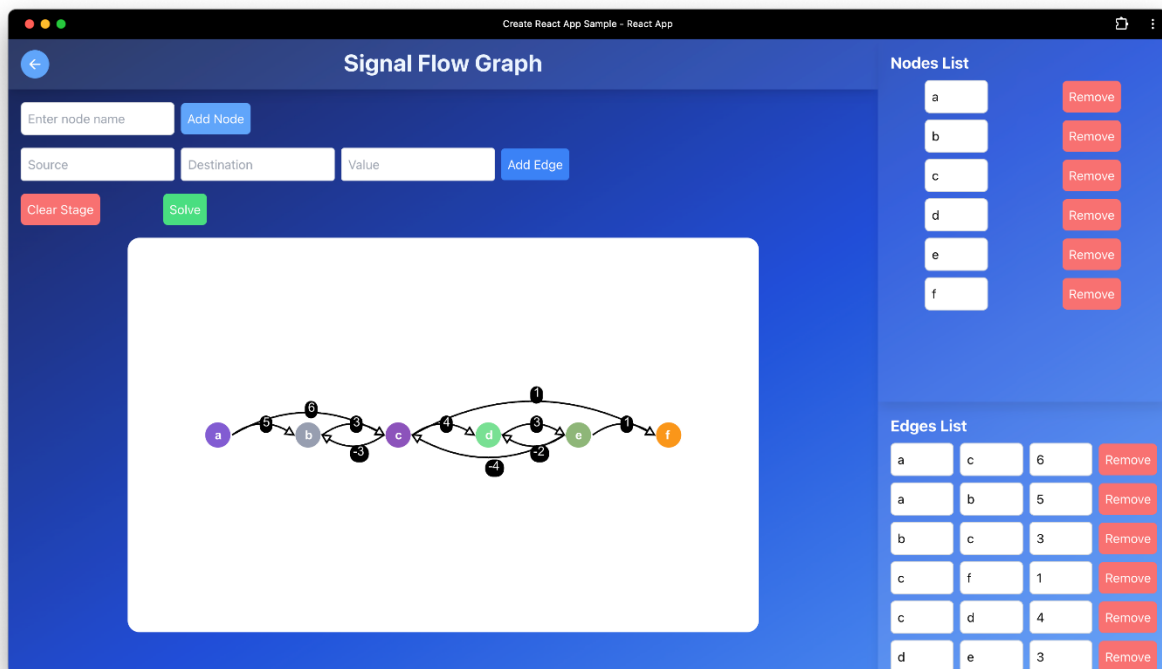 Create React App Sample - React App
Signal Flow Graph
Enter node name Add Node
Source Destination Value Add Edge
Clear Stage Solve
1
6
5 3 4 3 1
a b c d e f
-3 -2
-4
Nodes List
a Remove
b Remove
c Remove
d Remove
e Remove
f Remove
Edges List
a c 6 Remove
a b 5 Remove
b c 3 Remove
c f 1 Remove
c d 4 Remove
d e 3 Remove